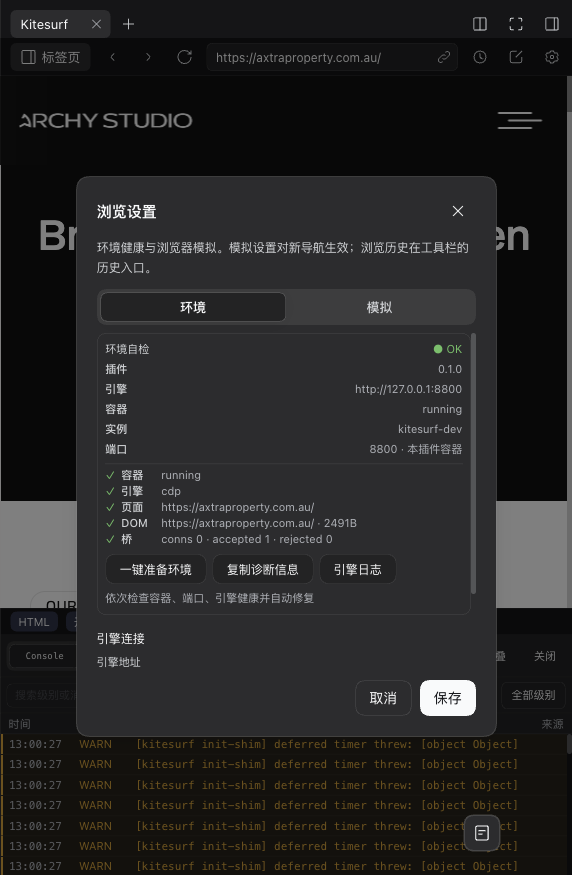 Kitesurf
标签页
https://axtraproperty.com.au/
ARCHY STUDIO
Br
en
浏览设置
环境健康与浏览器模拟。模拟设置对新导航生效；浏览历史在工具栏的
历史入口。
环境 模拟
环境自检 OK
插件 0.1.0
引擎 http://127.0.0.1:8800
容器 running
实例 kitesurf-dev
端口 8800 · 本插件容器
✓ 容器 running
✓ 引擎 cdp
✓ 页面 https://axtraproperty.com.au/
✓ DOM https://axtraproperty.com.au/ · 2491B
✓ 桥 conns 0 · accepted 1 · rejected 0
一键准备环境 复制诊断信息 引擎日志
依次检查容器、端口、引擎健康并自动修复
引擎连接
引擎地址
取消 保存
OUR
HTML
Console
叠 关闭
全部级别
时间 来源
13:00:27 WARN [kitesurf init-shim] deferred timer threw: [object Object]
13:00:27 WARN [kitesurf init-shim] deferred timer threw: [object Object]
13:00:27 WARN [kitesurf init-shim] deferred timer threw: [object Object]
13:00:27 WARN [kitesurf init-shim] deferred timer threw: [object Object]
13:00:27 WARN [kitesurf init-shim] deferred timer threw: [object Object]
13:00:27 WARN [kitesurf init-shim] deferred timer threw: [object Object]
13:00:27 WARN [kitesurf init-shim] deferred timer threw: [object Object]